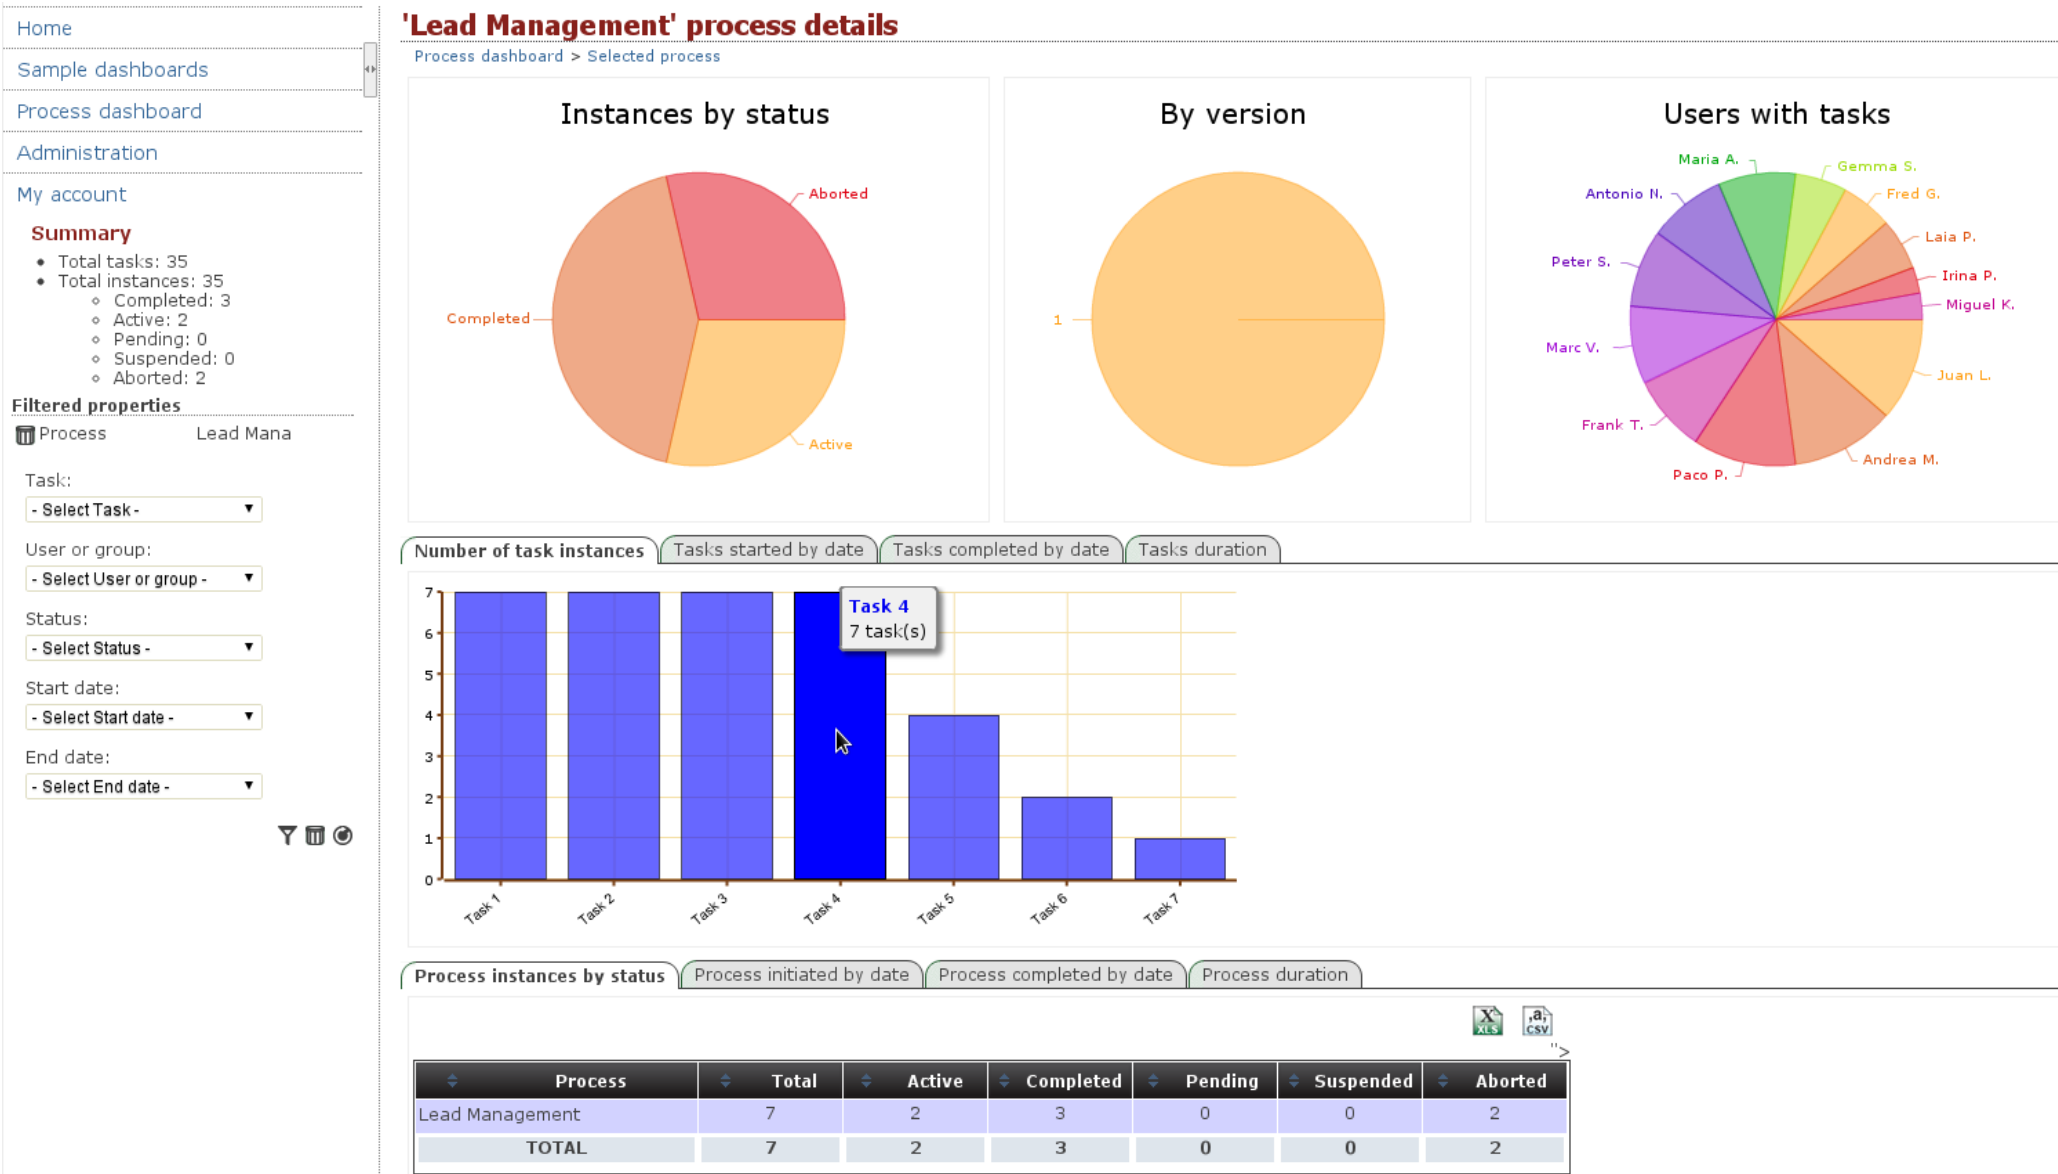 Home
Sample dashboards
Process dashboard
Administration
My account
Summary
Total tasks: 35
Total instances: 35
Completed: 3
Active: 2
Pending: 0
Suspended: 0
Aborted: 2
Filtered properties
Process Lead Mana
Task:
- Select Task -
User or group:
- Select User or group -
Status:
- Select Status -
Start date:
- Select Start date -
End date:
- Select End date -
'Lead Management' process details
Process dashboard > Selected process
Instances by status
Aborted
Completed
Active
By version
1
Users with tasks
Maria A.
Gemma S.
Antonio N.
Fred G.
Laia P.
Peter S.
Irina P.
Miguel K.
Marc V.
Juan L.
Frank T.
Andrea M.
Paco P.
Number of task instances Tasks started by date Tasks completed by date Tasks duration
7
6
5
4
3
2
1
0
Task 4
7 task(s)
Task 1 Task 2 Task 3 Task 4 Task 5 Task 6 Task 7
Process instances by status Process initiated by date Process completed by date Process duration
X XLS ,a, CSV
">
Process Total Active Completed Pending Suspended Aborted
Lead Management 7 2 3 0 0 2
TOTAL 7 2 3 0 0 2